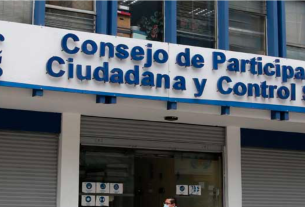 Consejo de Participa
Ciudadana y Control S